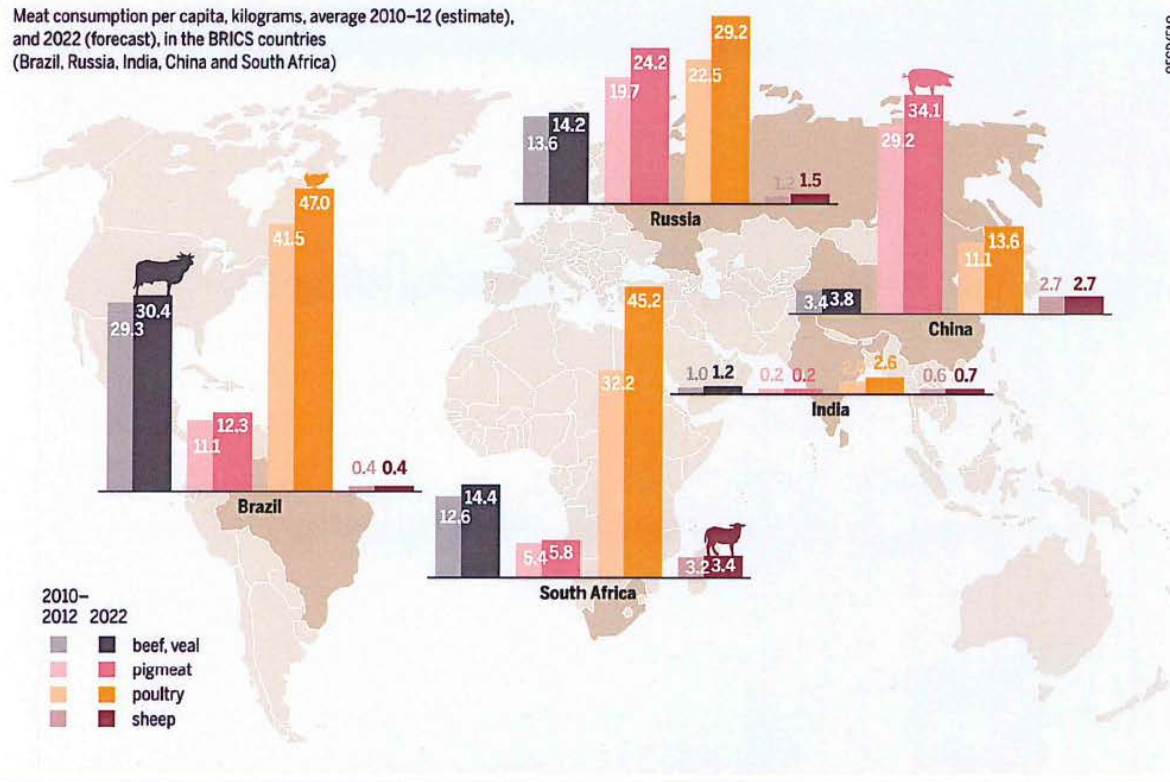 Meat consumption per capita, kilograms, average 2010–12 (estimate),
and 2022 (forecast), in the BRICS countries
(Brazil, Russia, India, China and South Africa)
29.2
24.2
22.5
19.7
14.2
13.6
1.2 1.5
Russia
34.1
29.2
13.6
11.1
3.4 3.8
2.7 2.7
China
47.0
41.5
30.4
29.3
12.3
11.1
0.4 0.4
Brazil
45.2
32.2
14.4
12.6
5.4 5.8
3.2 3.4
South Africa
1.0 1.2 0.2 0.2 2.6 0.6 0.7
India
2010–
2012 2022
beef, veal
pigmeat
poultry
sheep